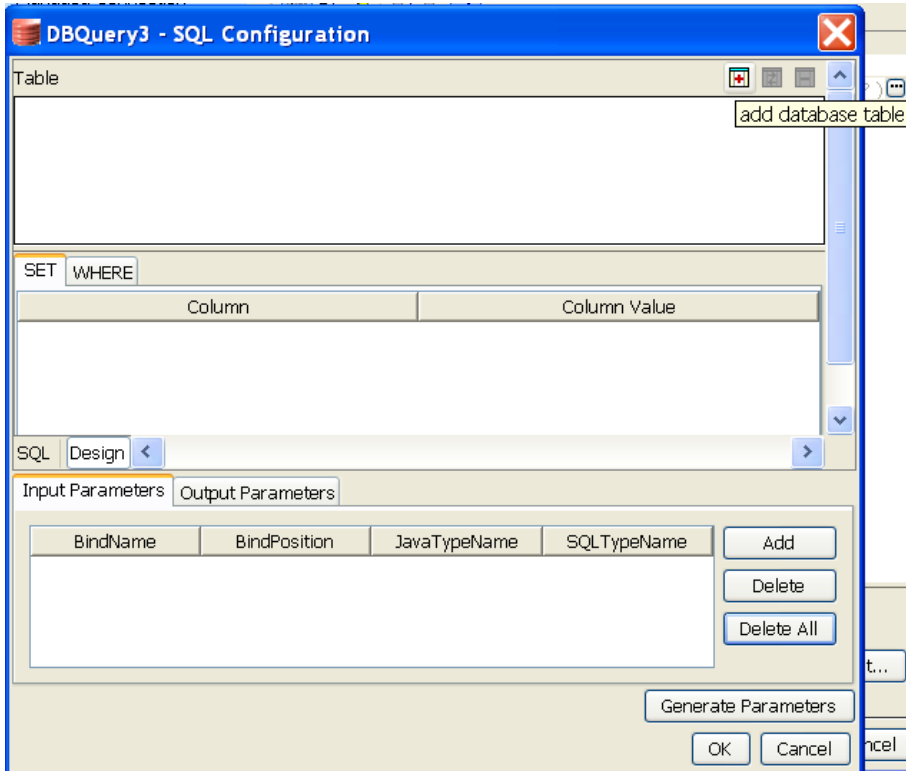 DBQuery3 - SQL Configuration
Table
add database table
SET WHERE
Column Column Value
SQL Design
Input Parameters Output Parameters
BindName BindPosition JavaTypeName SQLTypeName Add
Delete
Delete All
t...
Generate Parameters
OK Cancel ncel